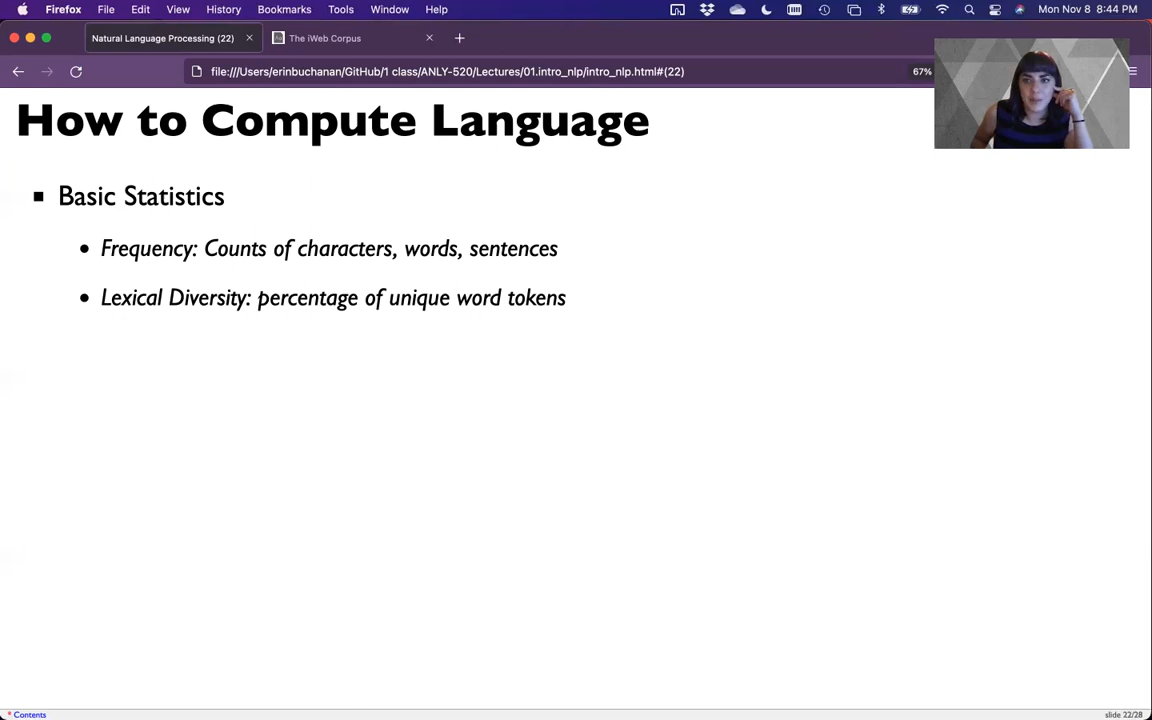 Firefox File Edit View History Bookmarks Tools Window Help Mon Nov 8 8:44 PM
Natural Language Processing (22) The iWeb Corpus
file:///Users/erinbuchanan/GitHub/1 class/ANLY-520/Lectures/01.intro_nlp/intro_nlp.html#(22) 67%
How to Compute Language
Basic Statistics
Frequency: Counts of characters, words, sentences
Lexical Diversity: percentage of unique word tokens
* Contents slide 22/28